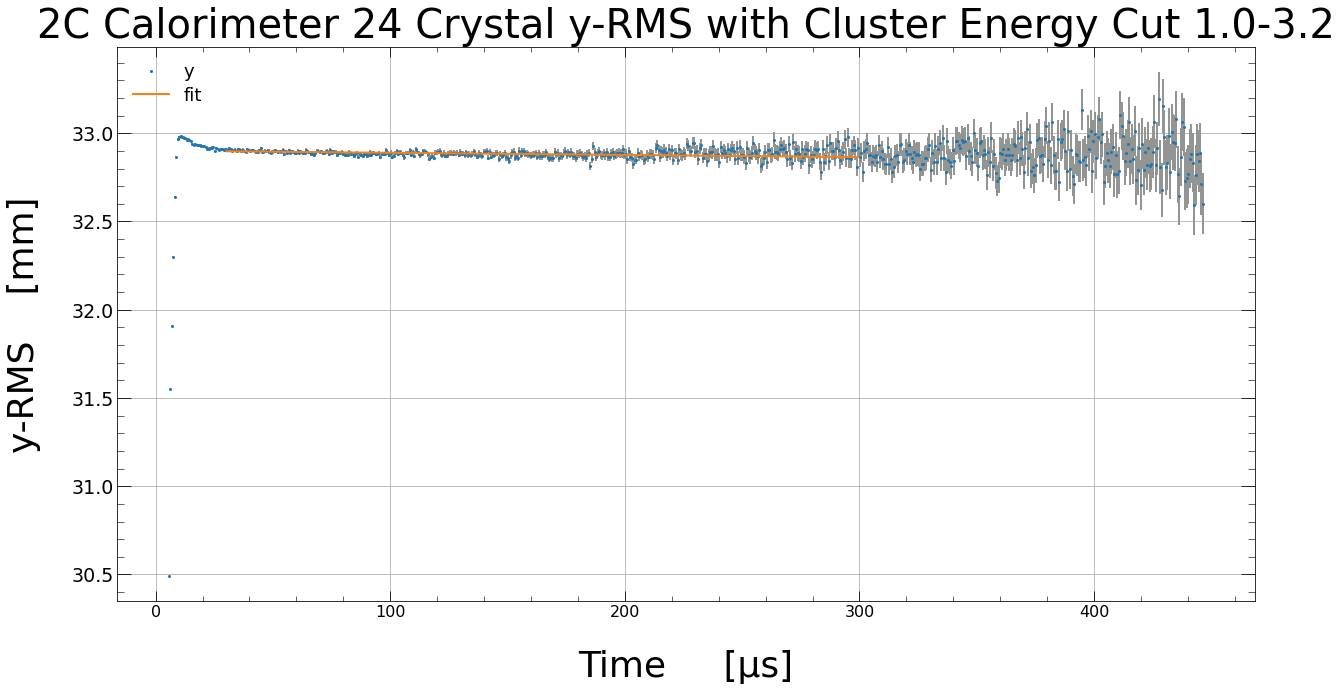 2C Calorimeter 24 Crystal y-RMS with Cluster Energy Cut 1.0-3.2
y
fit
33.0
32.5
32.0
31.5
31.0
30.5
y-RMS [mm]
0 100 200 300 400
Time [µs]